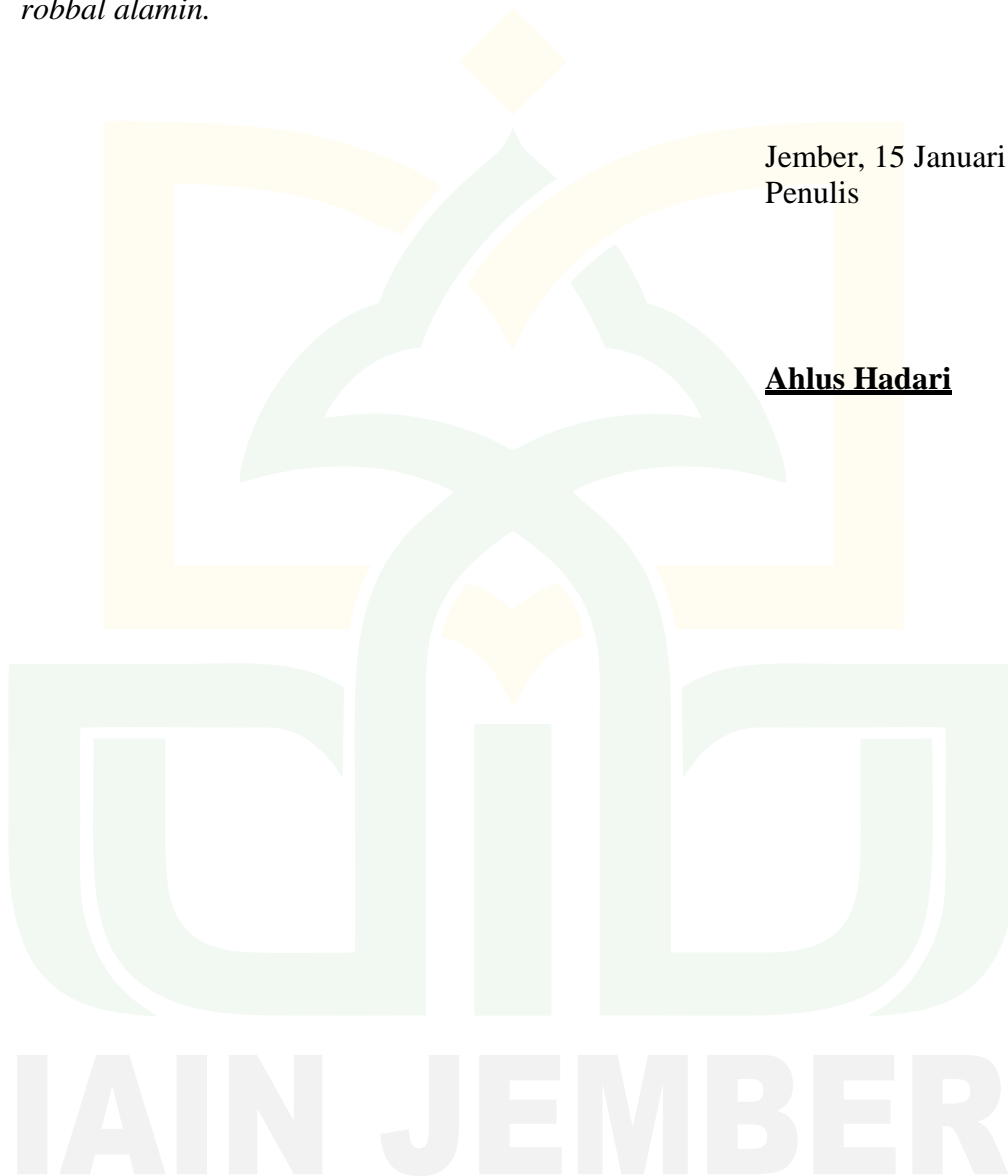 robbal alamin.
Jember, 15 Januari
Penulis
Ahlus Hadari
IAIN JEMBER